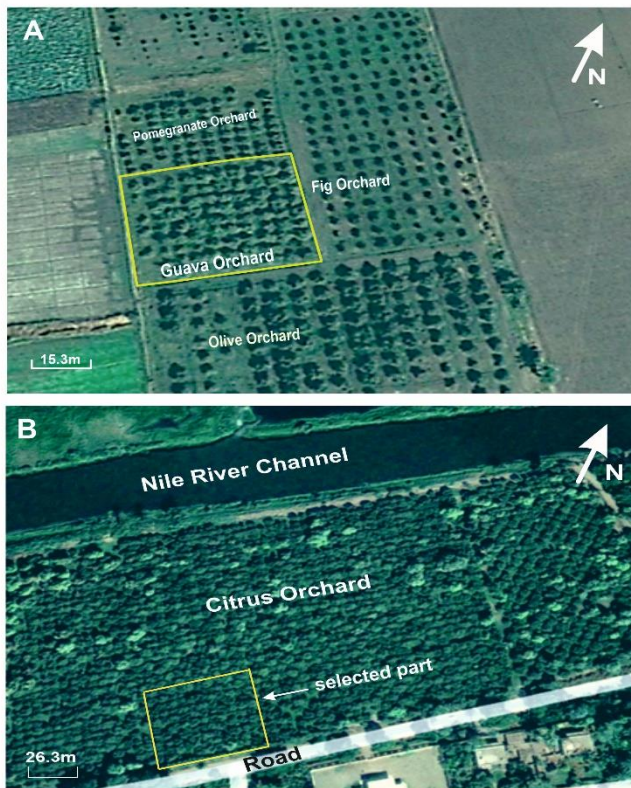 A
N
Pomegranate Orchard
Fig Orchard
Guava Orchard
Olive Orchard
15.3m
B
N
Nile River Channel
Citrus Orchard
selected part
26.3m
Road